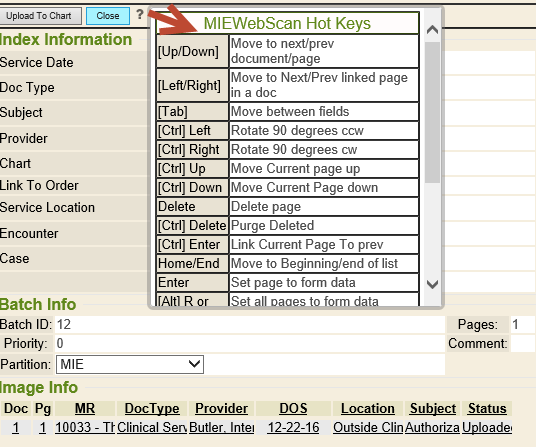 Upload To Chart Close ?
MIEWebScan Hot Keys
Index Information
[Up/Down] Move to next/prev
document/page
Service Date
Doc Type
[Left/Right] Move to Next/Prev linked page
in a doc
Subject
[Tab] Move between fields
Provider
[Ctrl] Left Rotate 90 degrees ccw
[Ctrl] Right Rotate 90 degrees cw
Chart
[Ctrl] Up Move Current page up
Link To Order
[Ctrl] Down Move Current Page down
Service Location
Delete Delete page
[Ctrl] Delete Purge Deleted
Encounter
[Ctrl] Enter Link Current Page To prev
Case
Home/End Move to Beginning/end of list
Enter Set page to form data
[Alt] R or Set all pages to form data
Batch Info
Batch ID: 12 Pages: 1
Priority: 0 Comment:
Partition: MIE
Image Info
Doc Pg MR DocType Provider DOS Location Subject Status
1 1 10033 - Clinical Butler, 12-22-16 Outside